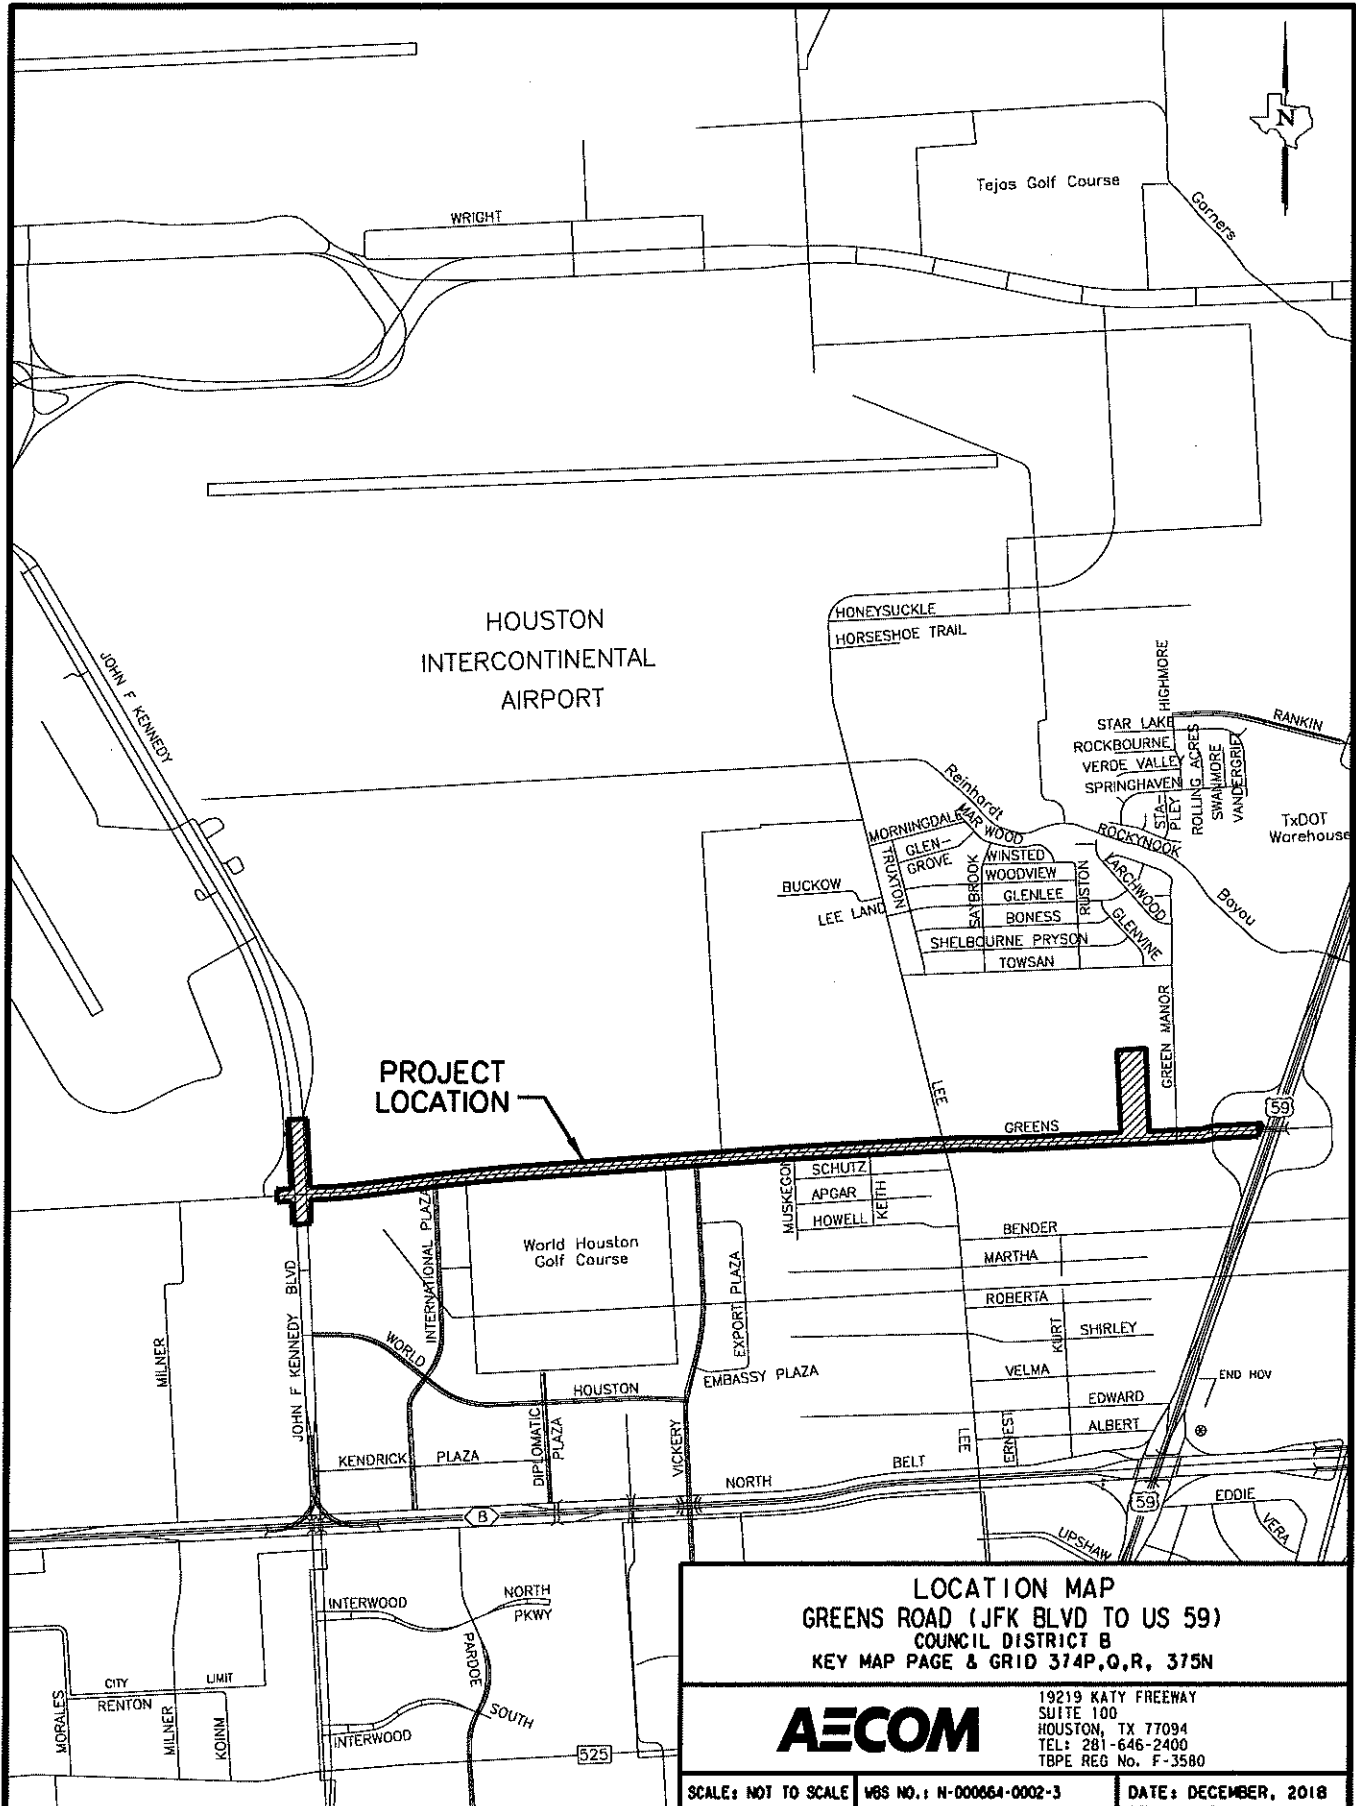 N
Tejas Golf Course
Garners
WRIGHT
HOUSTON
INTERCONTINENTAL
AIRPORT
JOHN F KENNEDY
HONEYSUCKLE
HORSESHOE TRAIL
HIGHMORE
STAR LAKE
RANKIN
ROCKBOURNE
VERDE VALLEY
SPRINGHAVEN
STA-
PLEY
ROLLING ACRES
SWANMORE
VANDERGRIF
TxDOT
Warehouse
Reinhardt
MAR WOOD
ROCKYNOOK
MORNINGDALE
GLEN-
GROVE
TRUXTON
WINSTED
WOODVIEW
SAYBROOK
RUSTON
LARCHWOOD
BUCKOW
LEE LAND
GLENLEE
BONESS
GLENVINE
Bayou
SHELBOURNE PRYSON
TOWSAN
GREEN MANOR
PROJECT
LOCATION
LEE
GREENS
59
MUSKEGON
SCHUTZ
APGAR
KEITH
HOWELL
INTERNATIONAL PLAZA
World Houston
Golf Course
BENDER
MARTHA
EXPORT PLAZA
JOHN F KENNEDY BLVD
ROBERTA
KURT
SHIRLEY
MILNER
WORLD
HOUSTON
EMBASSY PLAZA
VELMA
END HOV
EDWARD
ALBERT
DIPLOMATIC
PLAZA
VICKERY
LEE
ERNEST
KENDRICK PLAZA
NORTH
BELT
59
EDDIE
VERA
B
UPSHAW
INTERWOOD
NORTH
PKWY
PARDOE
CITY LIMIT
RENTON
MORALES
MILNER
KOINM
SOUTH
INTERWOOD
525
LOCATION MAP
GREENS ROAD (JFK BLVD TO US 59)
COUNCIL DISTRICT B
KEY MAP PAGE & GRID 374P,Q,R, 375N
AECOM
19219 KATY FREEWAY
SUITE 100
HOUSTON, TX 77094
TEL: 281-646-2400
TBPE REG No. F-3580
SCALE: NOT TO SCALE
WBS NO.: N-000664-0002-3
DATE: DECEMBER, 2018